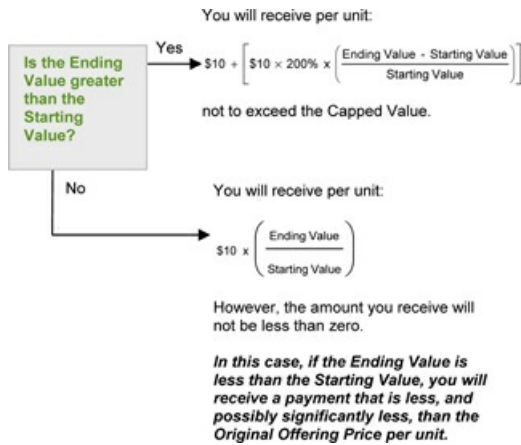 You will receive per unit:
Is the Ending
Value greater
than the
Starting
Value?
Yes
$10 + [ $10 × 200% x ( Ending Value - Starting Value
Starting Value ) ]
not to exceed the Capped Value.
No
You will receive per unit:
$10 x ( Ending Value
Starting Value )
However, the amount you receive will
not be less than zero.
In this case, if the Ending Value is
less than the Starting Value, you will
receive a payment that is less, and
possibly significantly less, than the
Original Offering Price per unit.